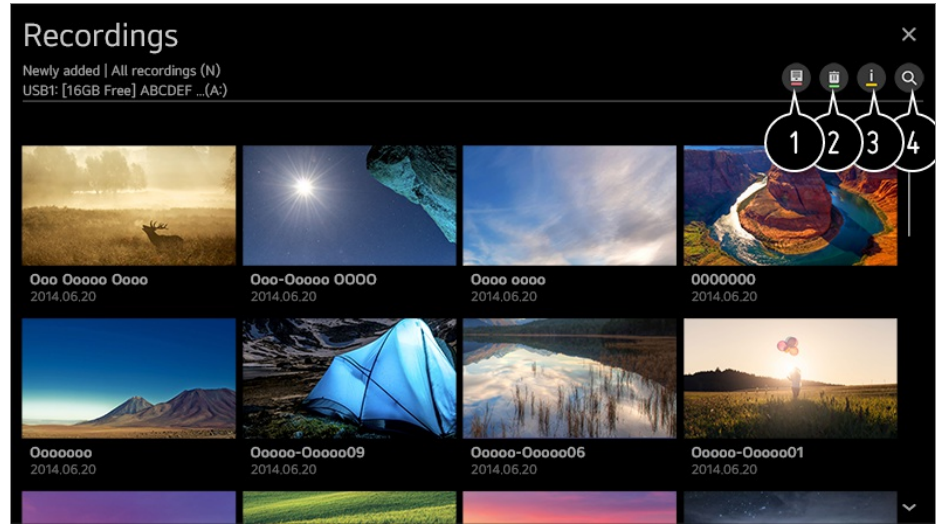 Recordings
Newly added | All recordings (N)
USB1: [16GB Free] ABCDEF ...(A:)
1 2 3 4
Ooo Ooooo Oooo
2014.06.20
Ooo-Ooooo OOOO
2014.06.20
Oooo oooo
2014.06.20
0000000
2014.06.20
Ooooooo
2014.06.20
Ooooo-Ooooo09
2014.06.20
Ooooo-Ooooo06
2014.06.20
Ooooo-Ooooo01
2014.06.20